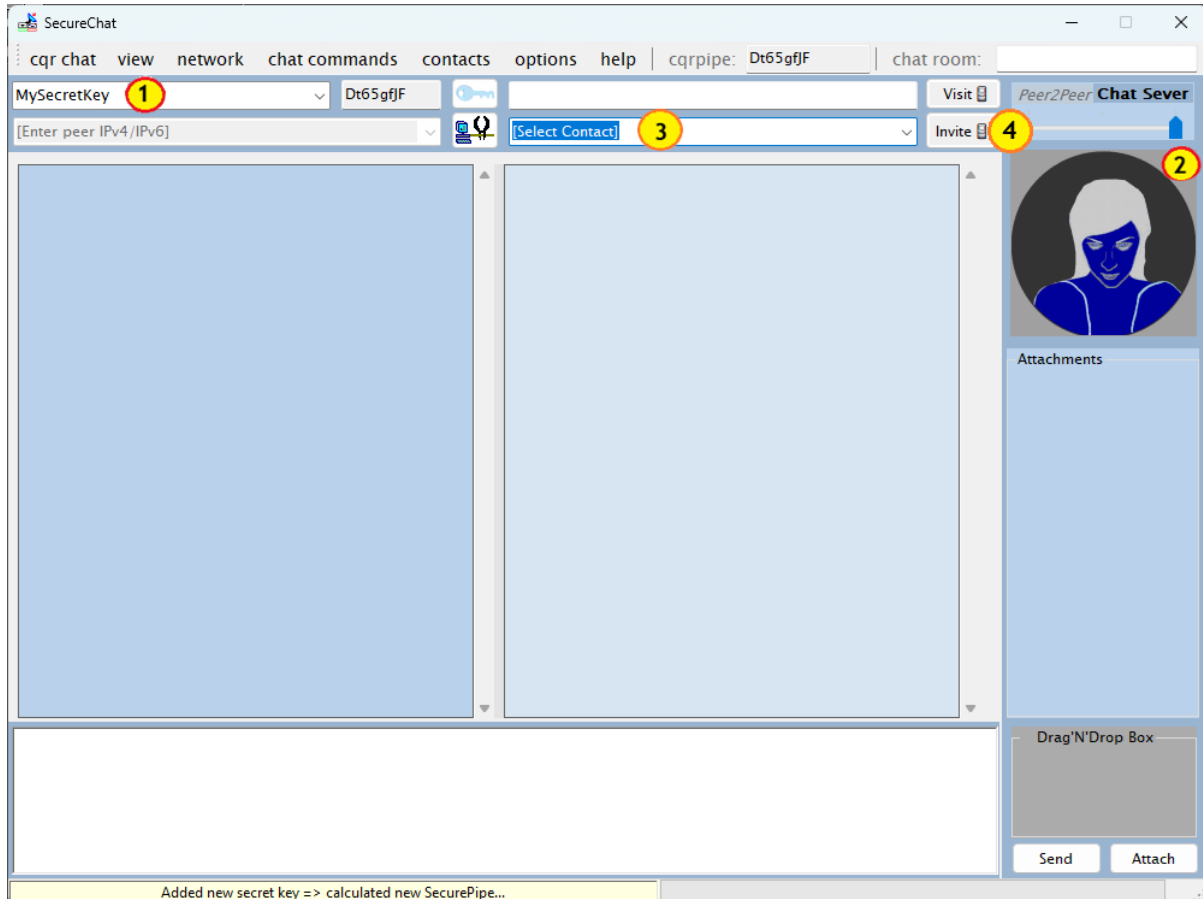 SecureChat
cqr chat view network chat commands contacts options help cqrpipe: Dt65gfJF chat room:
MySecretKey 1 Dt65gfJF Visit Peer2Peer Chat Sever
[Enter peer IPv4/IPv6] [Select Contact] 3 Invite 4
2
Attachments
Drag'N'Drop Box
Send Attach
Added new secret key => calculated new SecurePipe...